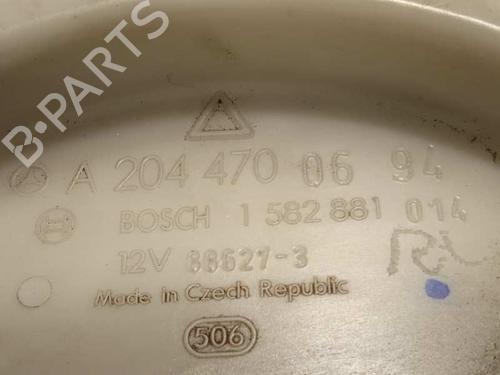 B-PARTS
A 204 470 06 94
BOSCH 1 582 881 014
12V 88627-3
Made in Czech Republic
506